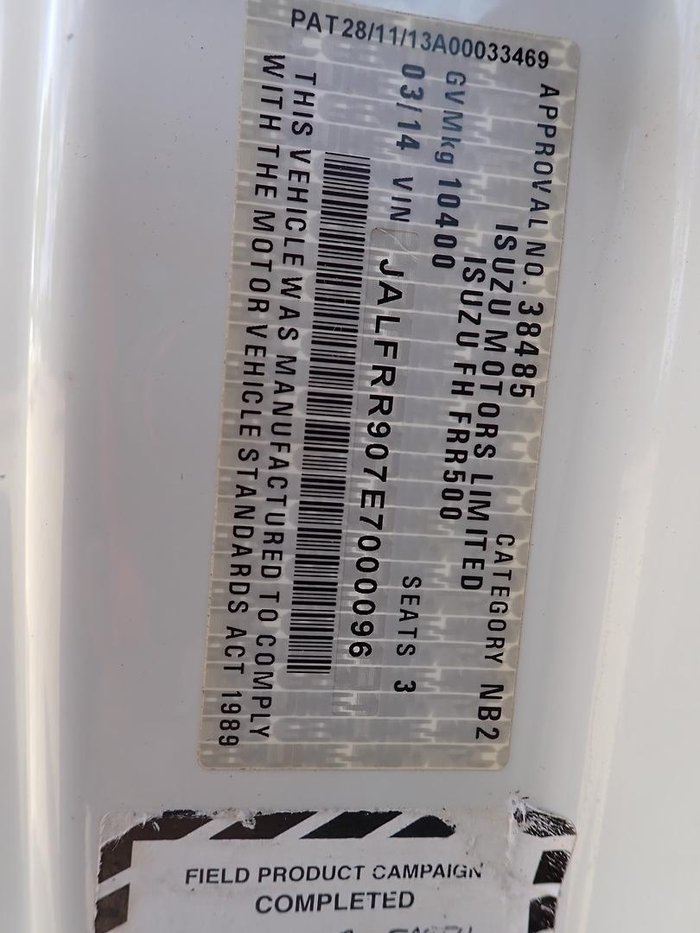 PAT28/11/13A00033469
APPROVAL NO. 38485 CATEGORY NB2
ISUZU MOTORS LIMITED
ISUZU FH FRR500
GVMkg 10400
03/14 VIN SEATS 3
JALFRR907E7000096
THIS VEHICLE WAS MANUFACTURED TO COMPLY
WITH THE MOTOR VEHICLE STANDARDS ACT 1989
FIELD PRODUCT CAMPAIGN
COMPLETED